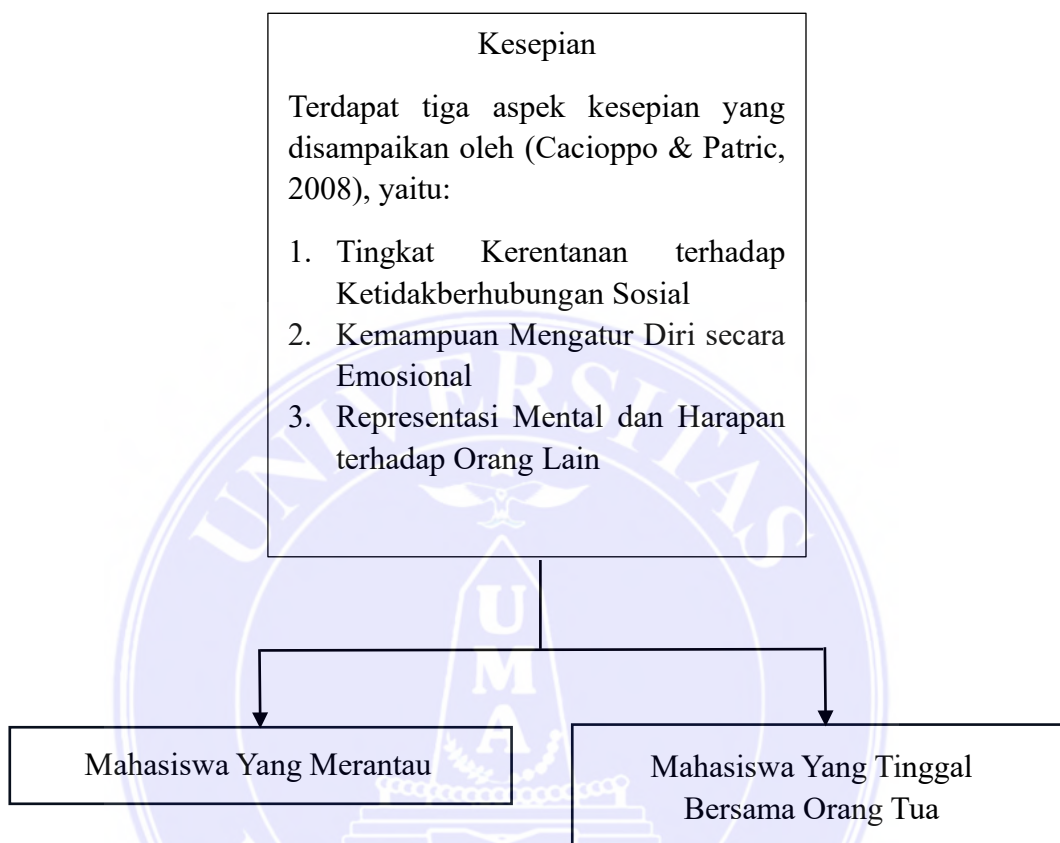 Kesepian
Terdapat tiga aspek kesepian yang
disampaikan oleh (Cacioppo & Patric,
2008), yaitu:
1. Tingkat Kerentanan terhadap
Ketidakberhubungan Sosial
2. Kemampuan Mengatur Diri secara
Emosional
3. Representasi Mental dan Harapan
terhadap Orang Lain
UNIVERSITAS
U
M
A
Mahasiswa Yang Merantau
Mahasiswa Yang Tinggal
Bersama Orang Tua